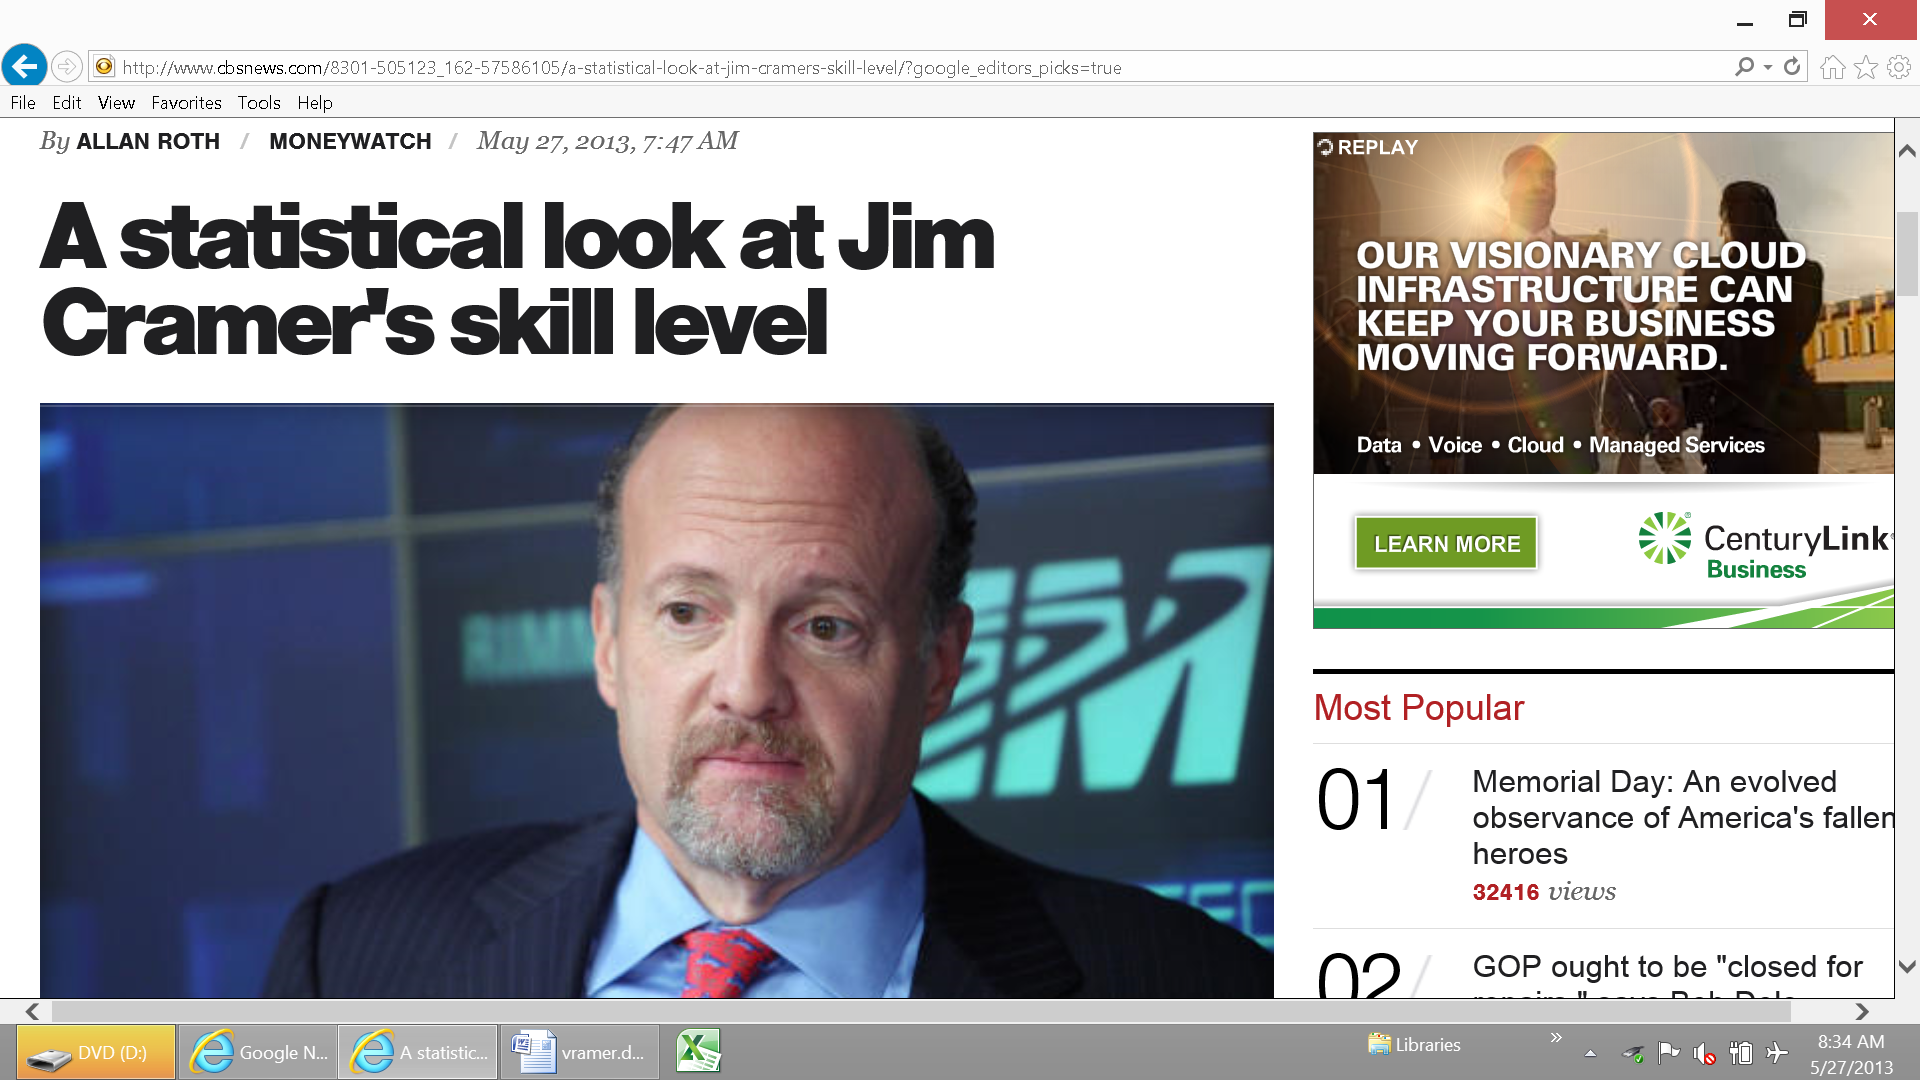 http://www.cbsnews.com/8301-505123_162-57586105/a-statistical-look-at-jim-cramers-skill-level/?google_editors_picks=true
File Edit View Favorites Tools Help
By ALLAN ROTH / MONEYWATCH / May 27, 2013, 7:47 AM
A statistical look at Jim
Cramer's skill level
REPLAY
OUR VISIONARY CLOUD
INFRASTRUCTURE CAN
KEEP YOUR BUSINESS
MOVING FORWARD.
Data • Voice • Cloud • Managed Services
LEARN MORE
CenturyLink®
Business
Most Popular
01/
Memorial Day: An evolved
observance of America's fallen
heroes
32416 views
02/
GOP ought to be "closed for
repairs," says Bob Dole
DVD (D:)
Google N...
A statistic...
vramer.d...
Libraries
8:34 AM
5/27/2013